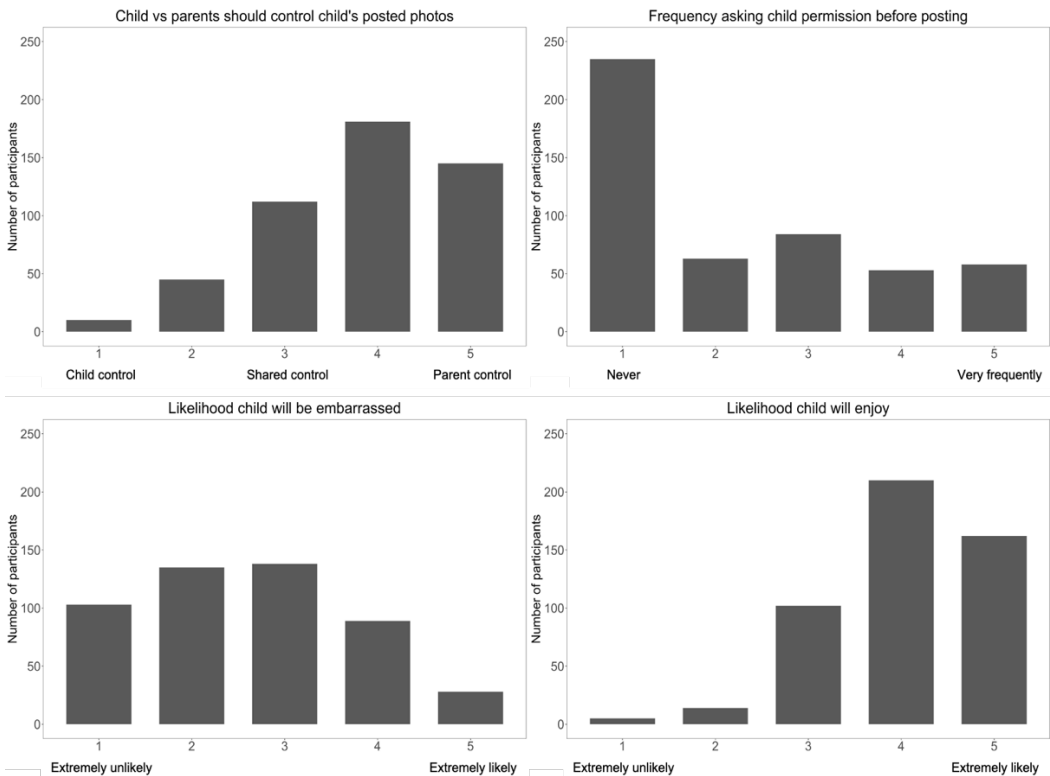 Child vs parents should control child's posted photos
Number of participants
250
200
150
100
50
0
1 2 3 4 5
Child control Shared control Parent control
Frequency asking child permission before posting
Number of participants
250
200
150
100
50
0
1 2 3 4 5
Never Very frequently
Likelihood child will be embarrassed
Number of participants
250
200
150
100
50
0
1 2 3 4 5
Extremely unlikely Extremely likely
Likelihood child will enjoy
Number of participants
250
200
150
100
50
0
1 2 3 4 5
Extremely unlikely Extremely likely